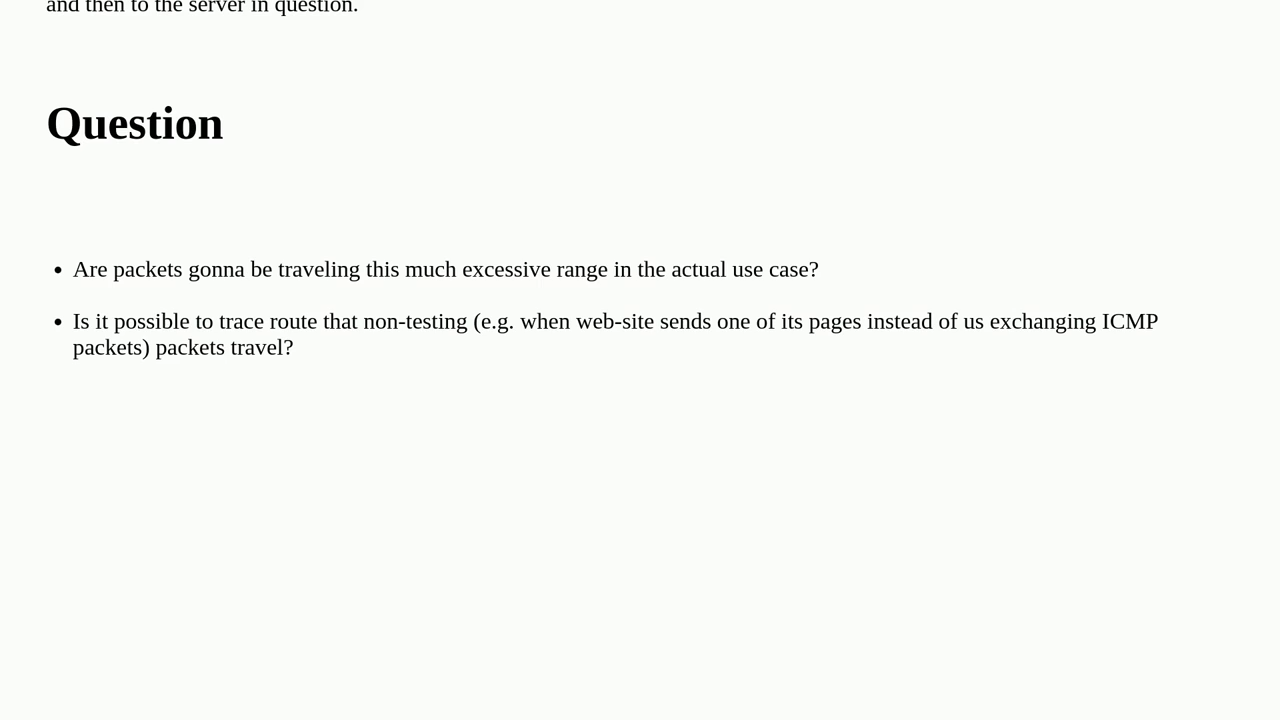 and then to the server in question.
Question
• Are packets gonna be traveling this much excessive range in the actual use case?
• Is it possible to trace route that non-testing (e.g. when web-site sends one of its pages instead of us exchanging ICMP
packets) packets travel?